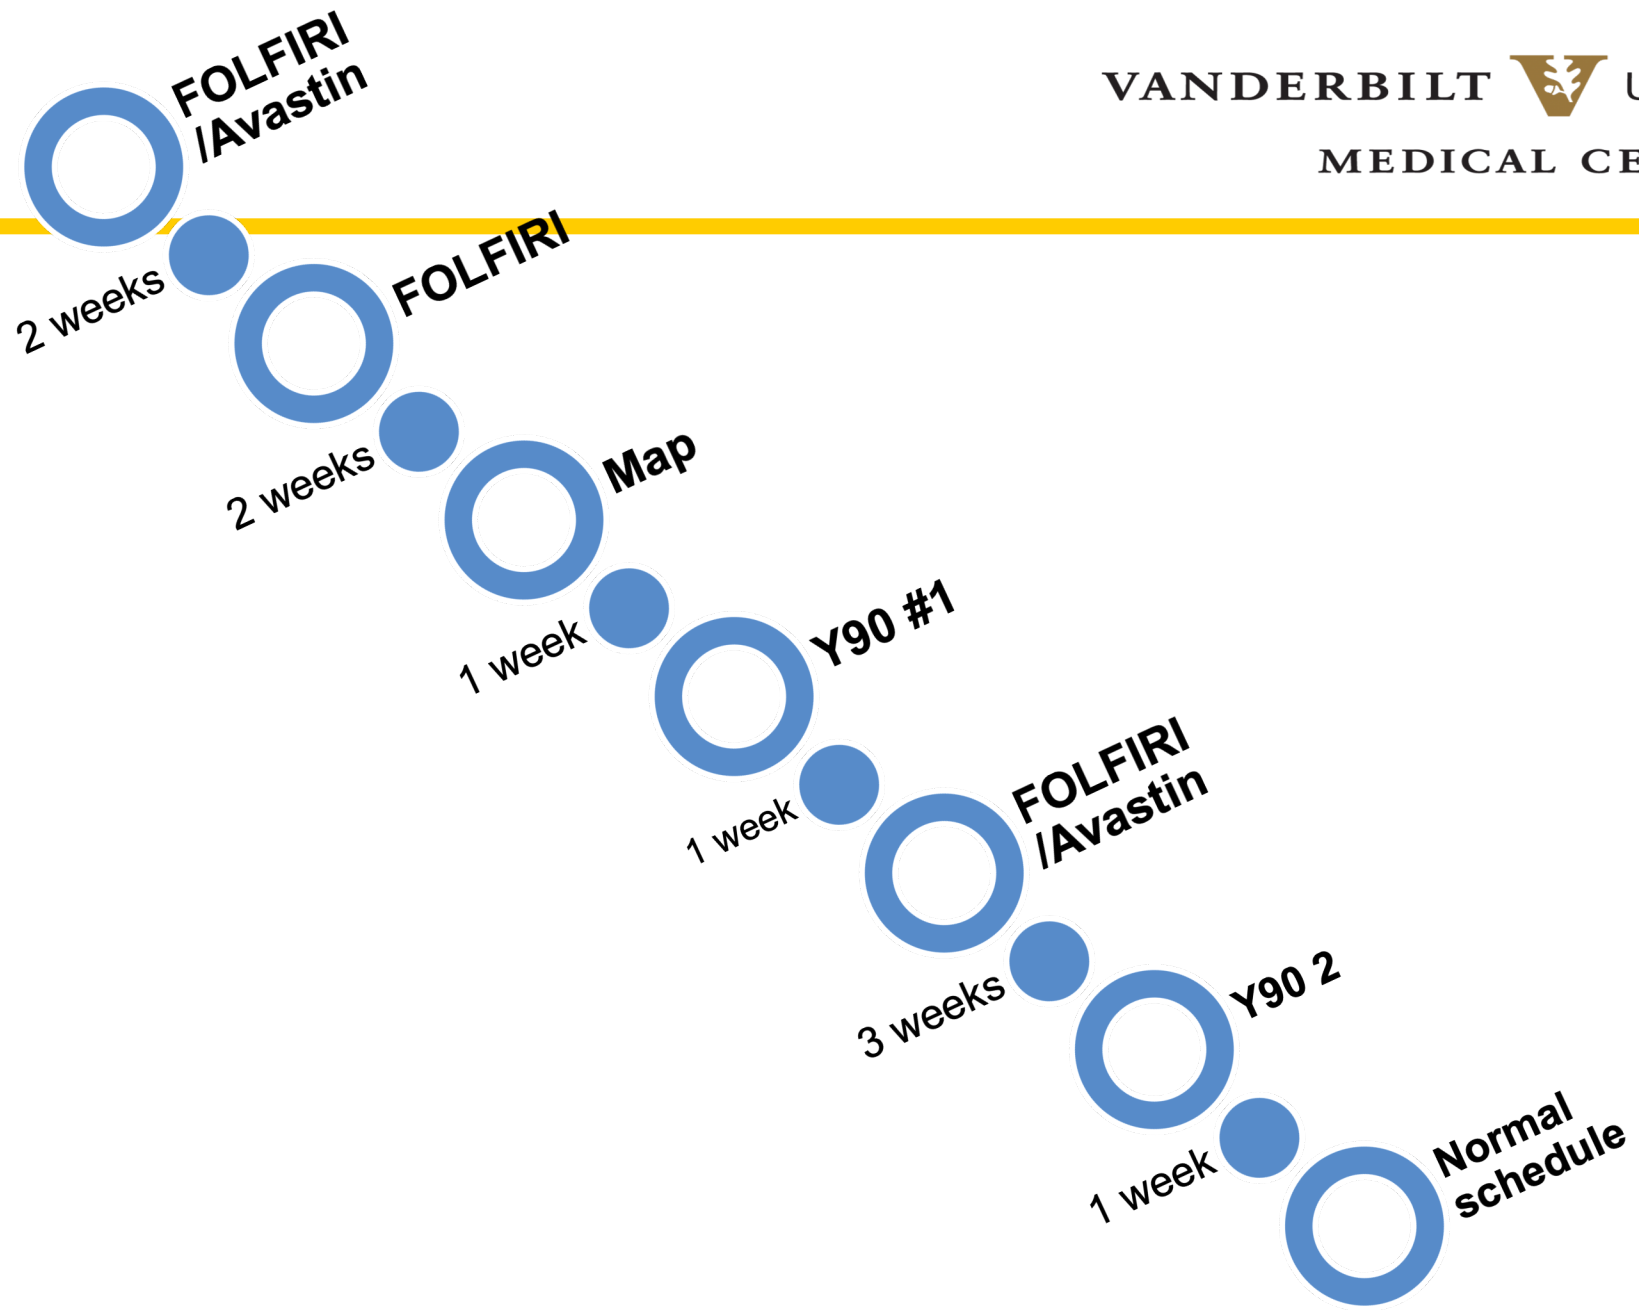 VANDERBILT
MEDICAL
FOLFIRI
/Avastin
2 weeks
FOLFIRI
2 weeks
Map
1 week
Y90 #1
1 week
FOLFIRI
/Avastin
3 weeks
Y90 2
1 week
Normal
schedule